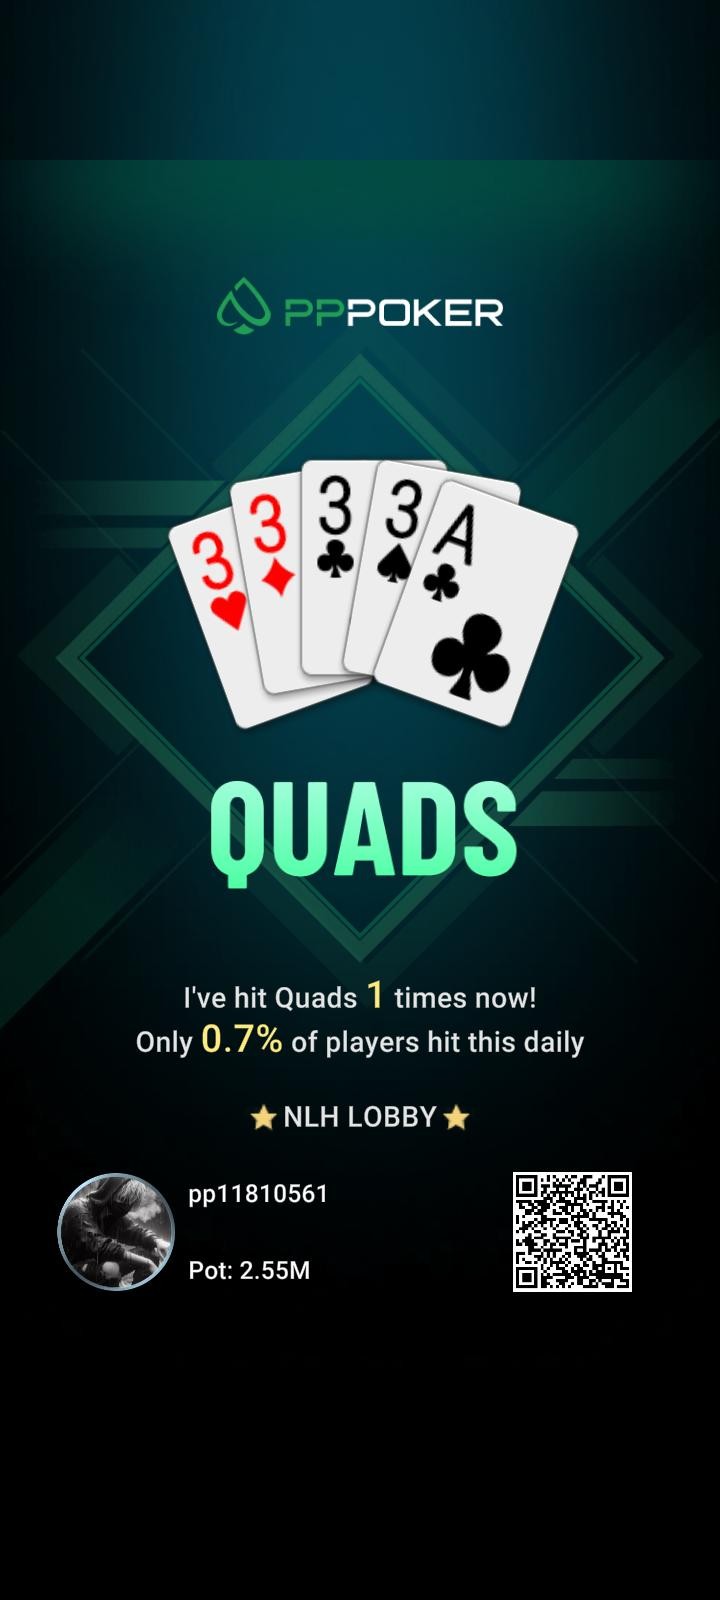 PPPOKER
3 3 3 3 A
QUADS
I've hit Quads 1 times now!
Only 0.7% of players hit this daily
NLH LOBBY
pp11810561
Pot: 2.55M